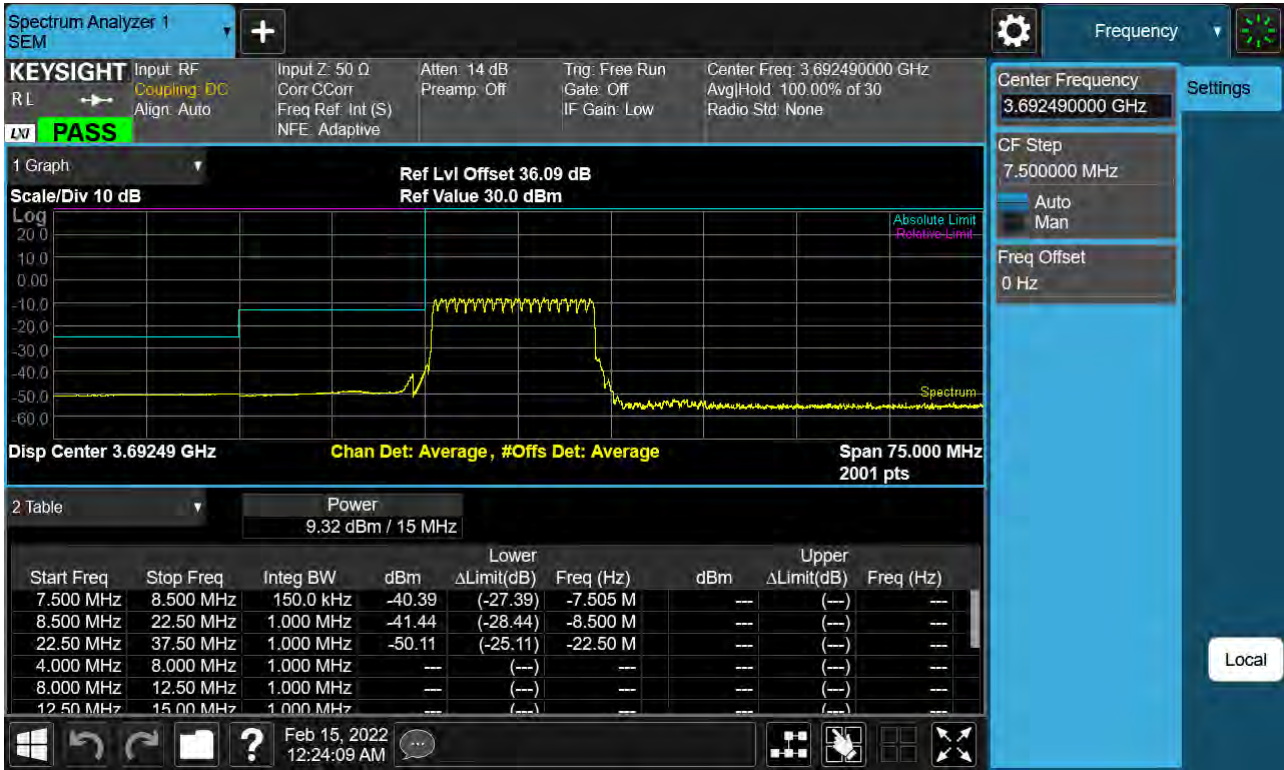 Spectrum Analyzer 1
SEM
Frequency
KEYSIGHT
RL
LXI
PASS
Input: RF
Coupling: DC
Align: Auto
Input Z: 50 Ω
Corr CCorr
Freq Ref: Int (S)
NFE: Adaptive
Atten: 14 dB
Preamp: Off
Trig: Free Run
Gate: Off
IF Gain: Low
Center Freq: 3.692490000 GHz
Avg|Hold: 100.00% of 30
Radio Std: None
1 Graph
Scale/Div 10 dB
Ref Lvl Offset 36.09 dB
Ref Value 30.0 dBm
Log
20.0
10.0
0.00
-10.0
-20.0
-30.0
-40.0
-50.0
-60.0
Absolute Limit
Relative Limit
Spectrum
Disp Center 3.69249 GHz
Chan Det: Average, #Offs Det: Average
Span 75.000 MHz
2001 pts
2 Table
Power
9.32 dBm / 15 MHz
Lower Upper
Start Freq Stop Freq Integ BW dBm ΔLimit(dB) Freq (Hz) dBm ΔLimit(dB) Freq (Hz)
7.500 MHz 8.500 MHz 150.0 kHz -40.39 (-27.39) -7.505 M --- (---) ---
8.500 MHz 22.50 MHz 1.000 MHz -41.44 (-28.44) -8.500 M --- (---) ---
22.50 MHz 37.50 MHz 1.000 MHz -50.11 (-25.11) -22.50 M --- (---) ---
4.000 MHz 8.000 MHz 1.000 MHz --- (---) --- --- (---) ---
8.000 MHz 12.50 MHz 1.000 MHz --- (---) --- --- (---) ---
12.50 MHz 15.00 MHz 1.000 MHz --- (---) --- --- (---) ---
?
Feb 15, 2022
12:24:09 AM
Center Frequency
3.692490000 GHz
CF Step
7.500000 MHz
Auto
Man
Freq Offset
0 Hz
Settings
Local